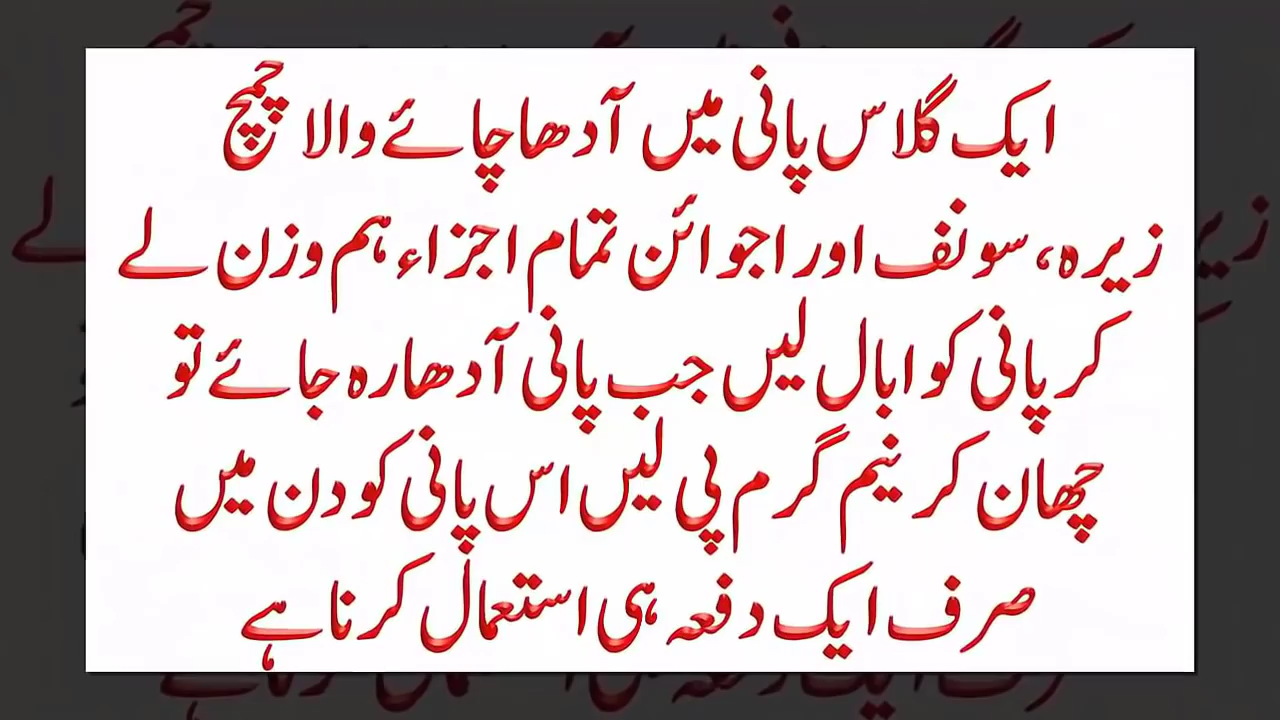 ایک گلاس پانی میں آدھا چائے والا چمچ
زیرہ، سونف اور اجوائن تمام اجزاء ہم وزن لے
کر پانی کو ابال لیں جب پانی آدھا رہ جائے تو
چھان کر نیم گرم پی لیں اس پانی کو دن میں
صرف ایک دفعہ ہی استعمال کرنا ہے